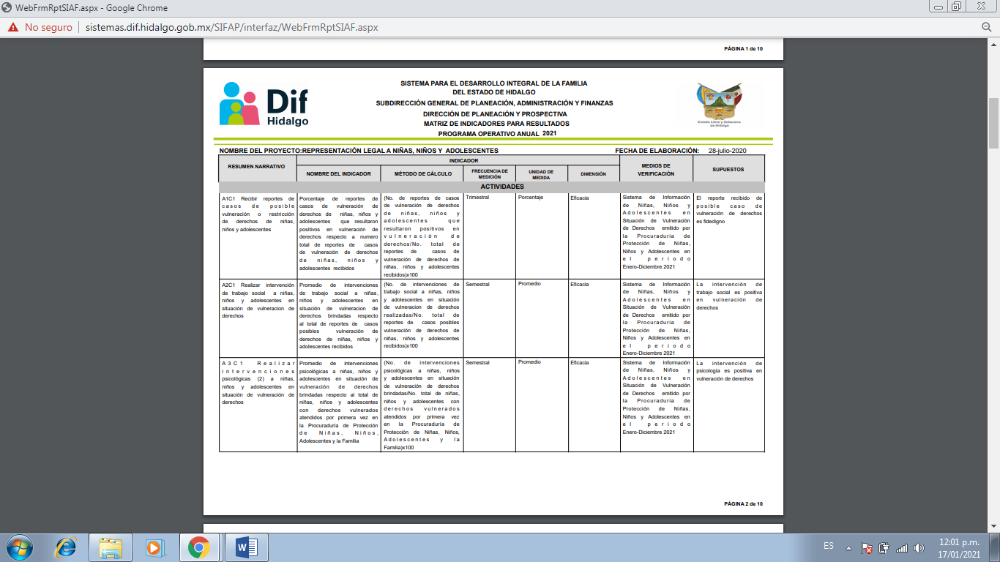 WebFrmRptSIAF.aspx - Google Chrome
No seguro | sistemas.dif.hidalgo.gob.mx/SIFAP/interfaz/WebFrmRptSIAF.aspx
PÁGINA 1 de 10
Dif
Hidalgo
SISTEMA PARA EL DESARROLLO INTEGRAL DE LA FAMILIA
DEL ESTADO DE HIDALGO
SUBDIRECCIÓN GENERAL DE PLANEACIÓN, ADMINISTRACIÓN Y FINANZAS
DIRECCIÓN DE PLANEACIÓN Y PROSPECTIVA
MATRIZ DE INDICADORES PARA RESULTADOS
PROGRAMA OPERATIVO ANUAL 2021
Estado Libre y Soberano
de Hidalgo
NOMBRE DEL PROYECTO:REPRESENTACIÓN LEGAL A NIÑAS, NIÑOS Y ADOLESCENTES
FECHA DE ELABORACIÓN: 28-julio-2020
RESUMEN NARRATIVO
INDICADOR
NOMBRE DEL INDICADOR
MÉTODO DE CÁLCULO
FRECUENCIA DE
MEDICIÓN
UNIDAD DE
MEDIDA
DIMENSIÓN
MEDIOS DE
VERIFICACIÓN
SUPUESTOS
ACTIVIDADES
A1C1 Recibir reportes de
casos de posible
vulneración o restricción
de derechos de niñas,
niños y adolescentes
Porcentaje de reportes de
casos de vulneración de
derechos de niñas, niños y
adolescentes que resultaron
positivos en vulneración de
derechos respecto a numero
total de reportes de casos
de vulneración de derechos
de niñas, niños y
adolescentes recibidos
(No. de reportes de casos
de vulneración de derechos
de niñas, niños y
adolescentes que
resultaron positivos en
vulneración de
derechos/No. total de
reportes de casos de
vulneración de derechos de
niñas, niños y adolescentes
recibidos)x100
Trimestral
Porcentaje
Eficacia
Sistema de Información
de Niñas, Niños y
Adolescentes en
Situación de Vulneración
de Derechos emitido por
la Procuraduria de
Protección de Niñas,
Niños y Adolescentes en
el periodo
Enero-Diciembre 2021
El reporte recibido de
posible caso de
vulneración de derechos
es fidedigno
A2C1 Realizar intervención
de trabajo social a niñas,
niños y adolescentes en
situación de vulneracion de
derechos
Promedio de intervenciones
de trabajo social a niñas,
niños y adolescentes en
situación de vulneracion de
derechos brindadas respecto
al total de reportes de casos
posibles vulneración de
derechos de niñas, niños y
adolescentes recibidos
(No. de intervenciones de
trabajo social a niñas, niños
y adolescentes en situación
de vulneracion de derechos
realizadas/No. total de
reportes de casos posibles
vulneración de derechos de
niñas, niños y adolescentes
recibidos)x100
Semestral
Promedio
Eficacia
Sistema de Información
de Niñas, Niños y
Adolescentes en
Situación de Vulneración
de Derechos emitido por
la Procuraduria de
Protección de Niñas,
Niños y Adolescentes en
el periodo
Enero-Diciembre 2021
La intervención de
trabajo social es positiva
en vulneración de
derechos
A3C1 Realizar
intervenciones
psicológicas (2) a niñas,
niños y adolescentes en
situación de vulneración de
derechos
Promedio de intervenciones
psicológicas a niñas, niños y
adolescentes en situación de
vulneración de derechos
brindadas respecto al total de
niñas, niños y adolescentes
con derechos vulnerados
atendidos por primera vez en
la Procuraduría de Protección
de Niñas, Niños,
Adolescentes y la Familia
(No. de intervenciones
psicológicas a niñas, niños
y adolescentes en situación
de vulneración de derechos
brindadas/No. total de niñas,
niños y adolescentes con
derechos vulnerados
atendidos por primera vez
en la Procuraduría de
Protección de Niñas, Niños,
Adolescentes y la
Familia)x100
Semestral
Promedio
Eficacia
Sistema de Información
de Niñas, Niños y
Adolescentes en
Situación de Vulneración
de Derechos emitido por
la Procuraduria de
Protección de Niñas,
Niños y Adolescentes en
el periodo
Enero-Diciembre 2021
La intervención de
psicología es positiva en
vulneración de derechos
PÁGINA 2 de 10
ES
12:01 p.m.
17/01/2021